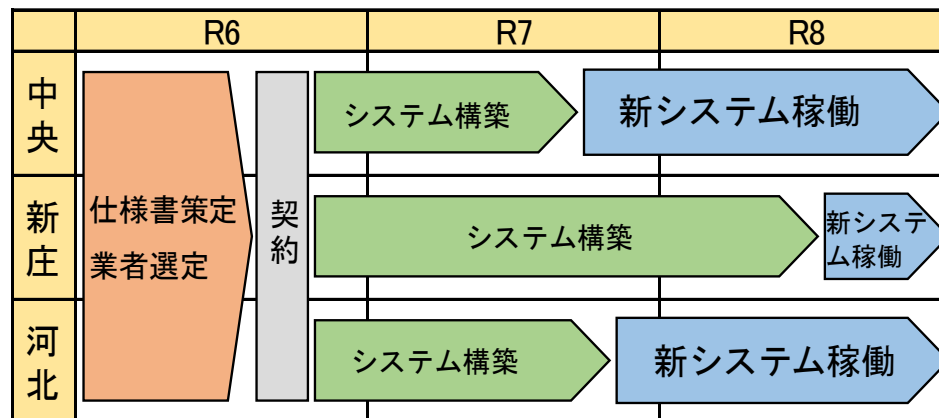 R6 R7 R8
中央
仕様書策定
業者選定
契約
システム構築
新システム稼働
新庄
システム構築
新システ
ム稼働
河北
システム構築
新システム稼働